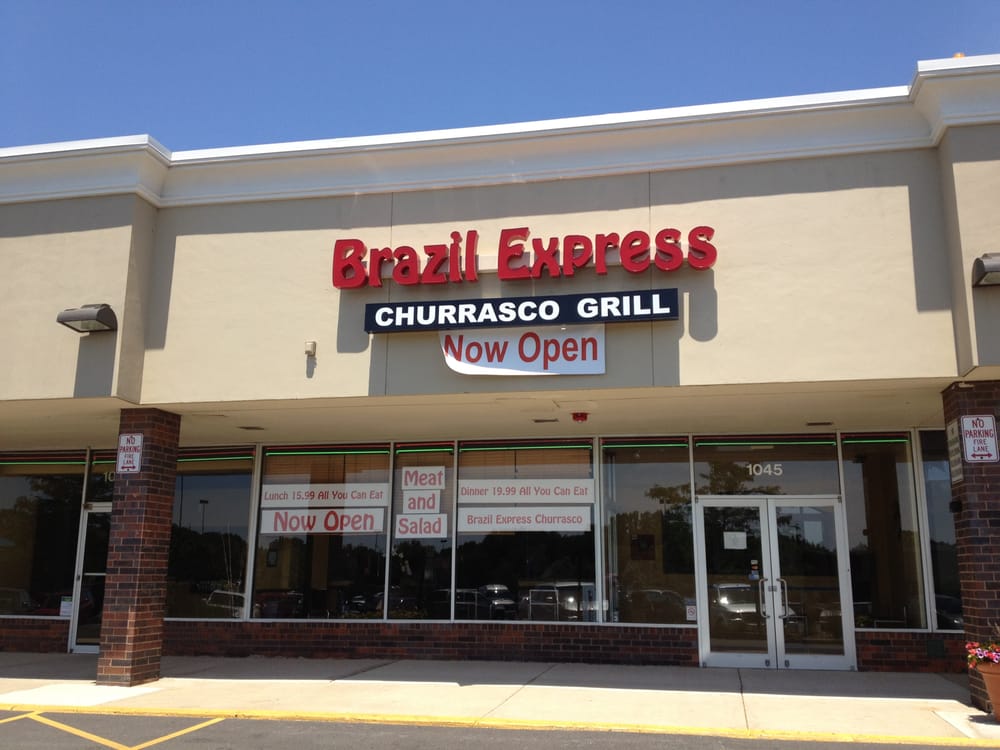 Brazil Express
CHURRASCO GRILL
Now Open
NO
PARKING
FIRE
LANE
NO
PARKING
FIRE
LANE
Lunch 15.99 All You Can Eat
Now Open
Meat
and
Salad
Dinner 19.99 All You Can Eat
Brazil Express Churrasco
1045